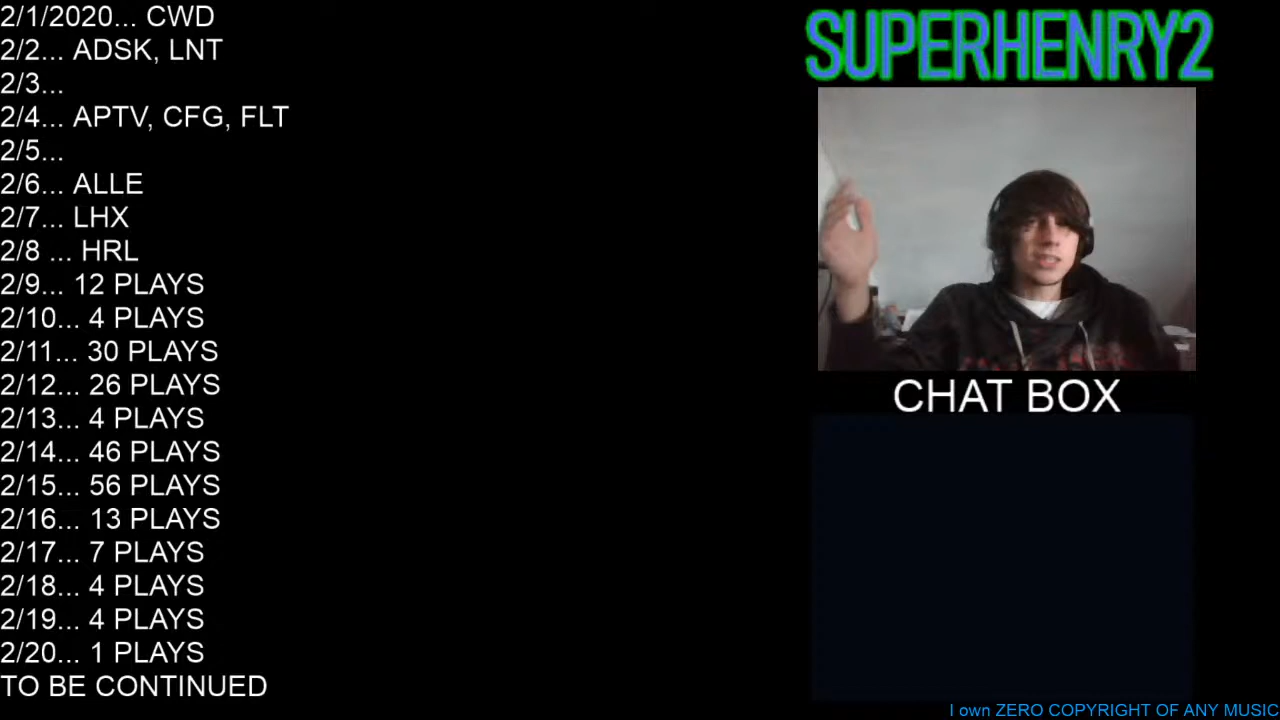 2/1/2020... CWD
2/2... ADSK, LNT
2/3...
2/4... APTV, CFG, FLT
2/5...
2/6... ALLE
2/7... LHX
2/8 ... HRL
2/9... 12 PLAYS
2/10... 4 PLAYS
2/11... 30 PLAYS
2/12... 26 PLAYS
2/13... 4 PLAYS
2/14... 46 PLAYS
2/15... 56 PLAYS
2/16... 13 PLAYS
2/17... 7 PLAYS
2/18... 4 PLAYS
2/19... 4 PLAYS
2/20... 1 PLAYS
TO BE CONTINUED
SUPERHENRY2
CHAT BOX
I own ZERO COPYRIGHT OF ANY MUSIC